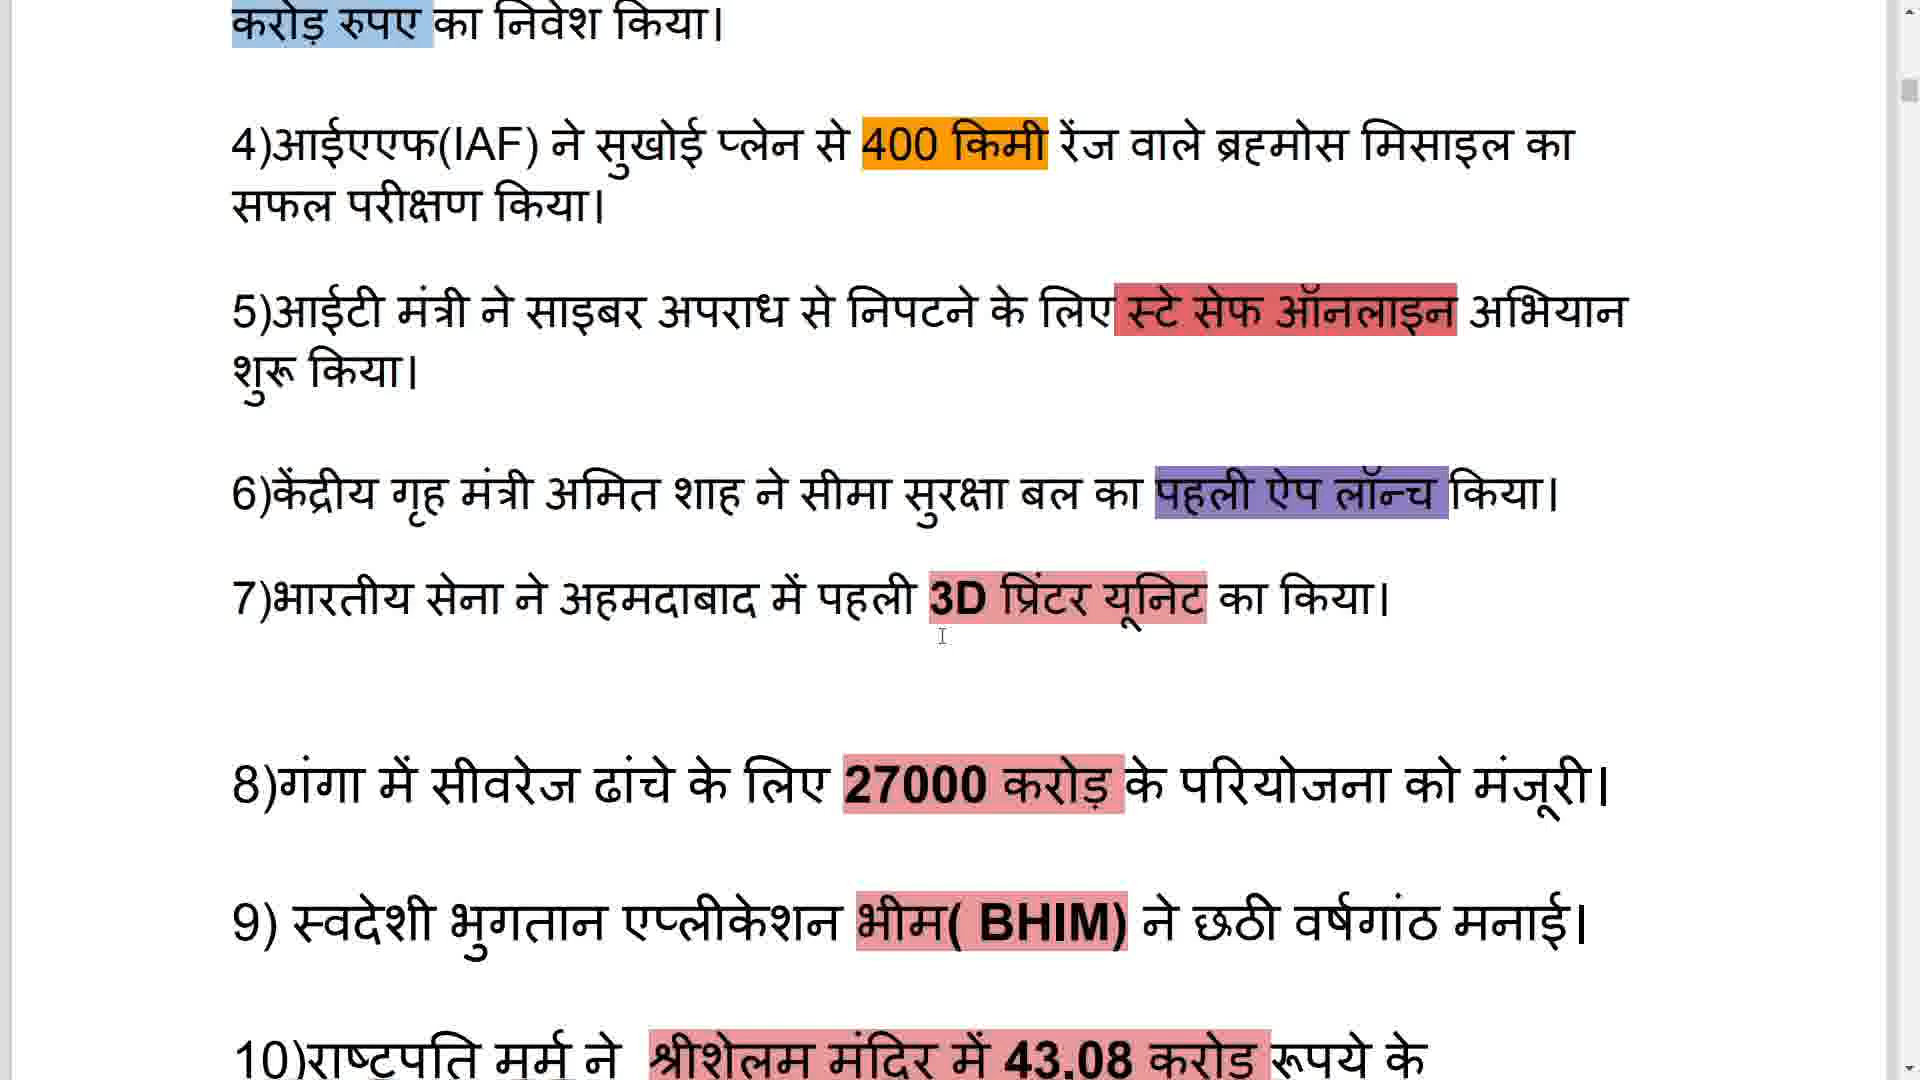 करोड़ रुपए का निवेश किया।
4)आईएएफ(IAF) ने सुखोई प्लेन से 400 किमी रेंज वाले ब्रह्मोस मिसाइल का
सफल परीक्षण किया।
5)आईटी मंत्री ने साइबर अपराध से निपटने के लिए स्टे सेफ ऑनलाइन अभियान
शुरू किया।
6)केंद्रीय गृह मंत्री अमित शाह ने सीमा सुरक्षा बल का पहली ऐप लॉन्च किया।
7)भारतीय सेना ने अहमदाबाद में पहली 3D प्रिंटर यूनिट का किया।
8)गंगा में सीवरेज ढांचे के लिए 27000 करोड़ के परियोजना को मंजूरी।
9) स्वदेशी भुगतान एप्लीकेशन भीम( BHIM) ने छठी वर्षगांठ मनाई।
10)राष्ट्रपति मुर्मू ने श्रीशेलम मंदिर में 43.08 करोड़ रूपये के